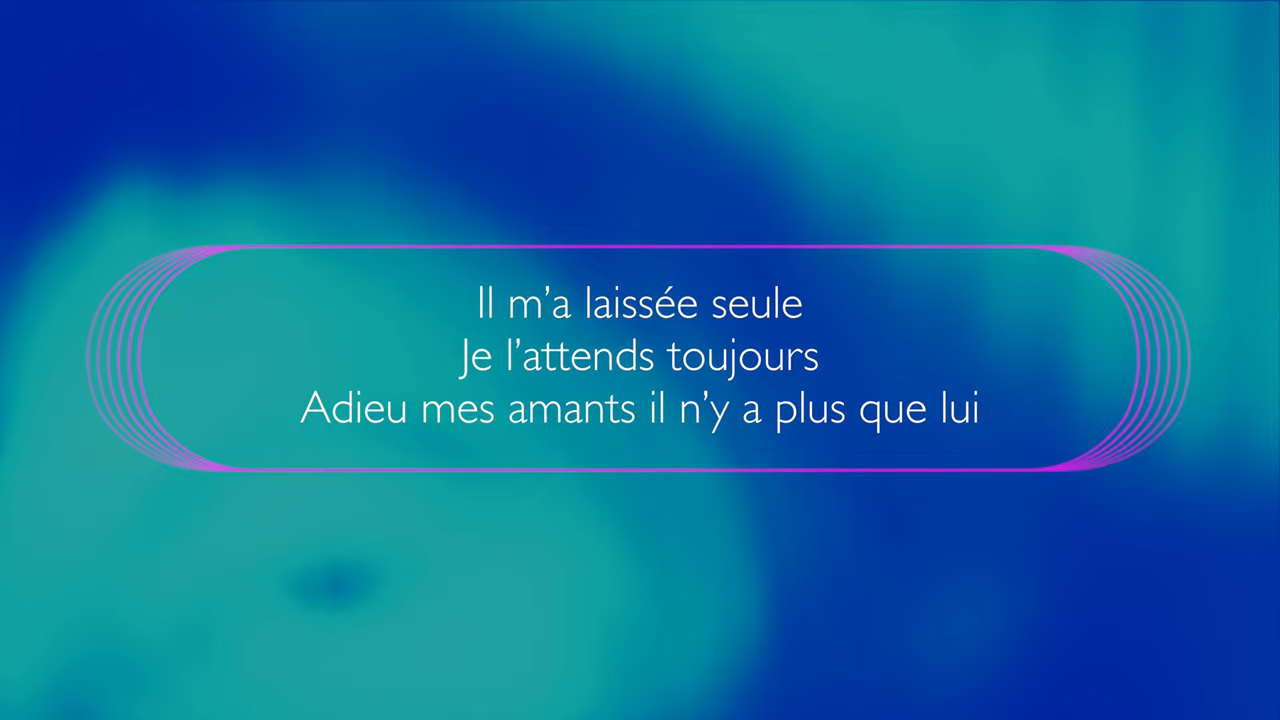 Il m’a laissée seule
Je l’attends toujours
Adieu mes amants il n’y a plus que lui